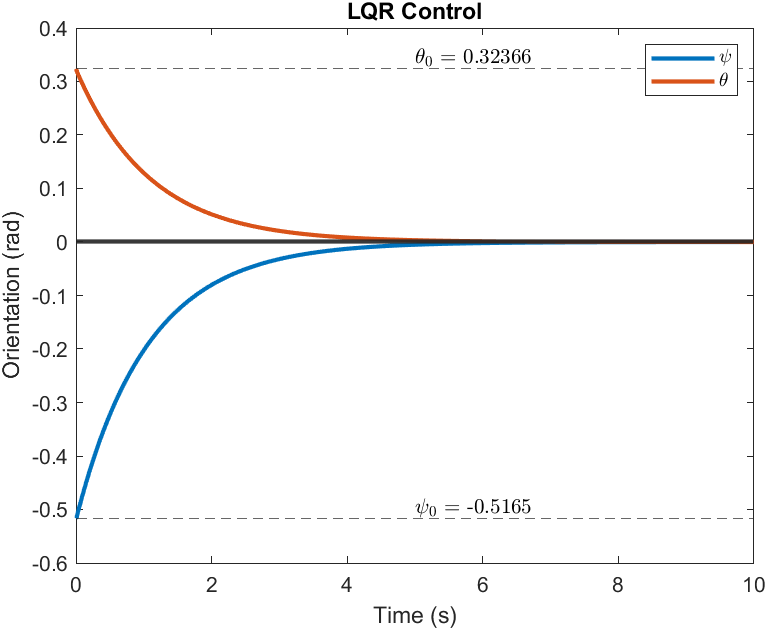 LQR Control
0.4
θ₀ = 0.32366
ψ
θ
0.3
0.2
0.1
0
-0.1
-0.2
-0.3
-0.4
ψ₀ = -0.5165
-0.5
-0.6
Orientation (rad)
0 2 4 6 8 10
Time (s)